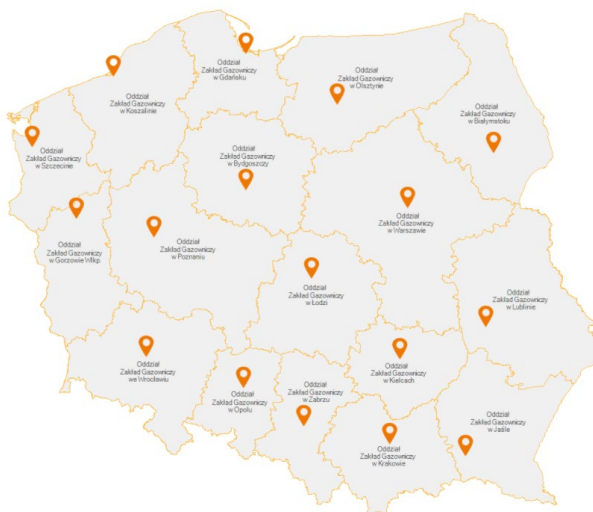 Oddział
Zakład Gazowniczy
w Gdańsku
Oddział
Zakład Gazowniczy
w Olsztynie
Oddział
Zakład Gazowniczy
w Koszalinie
Oddział
Zakład Gazowniczy
w Białymstoku
Oddział
Zakład Gazowniczy
w Szczecinie
Oddział
Zakład Gazowniczy
w Bydgoszczy
Oddział
Zakład Gazowniczy
w Warszawie
Oddział
Zakład Gazowniczy
w Gorzowie Wlkp.
Oddział
Zakład Gazowniczy
w Poznaniu
Oddział
Zakład Gazowniczy
w Łodzi
Oddział
Zakład Gazowniczy
w Lublinie
Oddział
Zakład Gazowniczy
we Wrocławiu
Oddział
Zakład Gazowniczy
w Opolu
Oddział
Zakład Gazowniczy
w Zabrzu
Oddział
Zakład Gazowniczy
w Kielcach
Oddział
Zakład Gazowniczy
w Krakowie
Oddział
Zakład Gazowniczy
w Jaśle